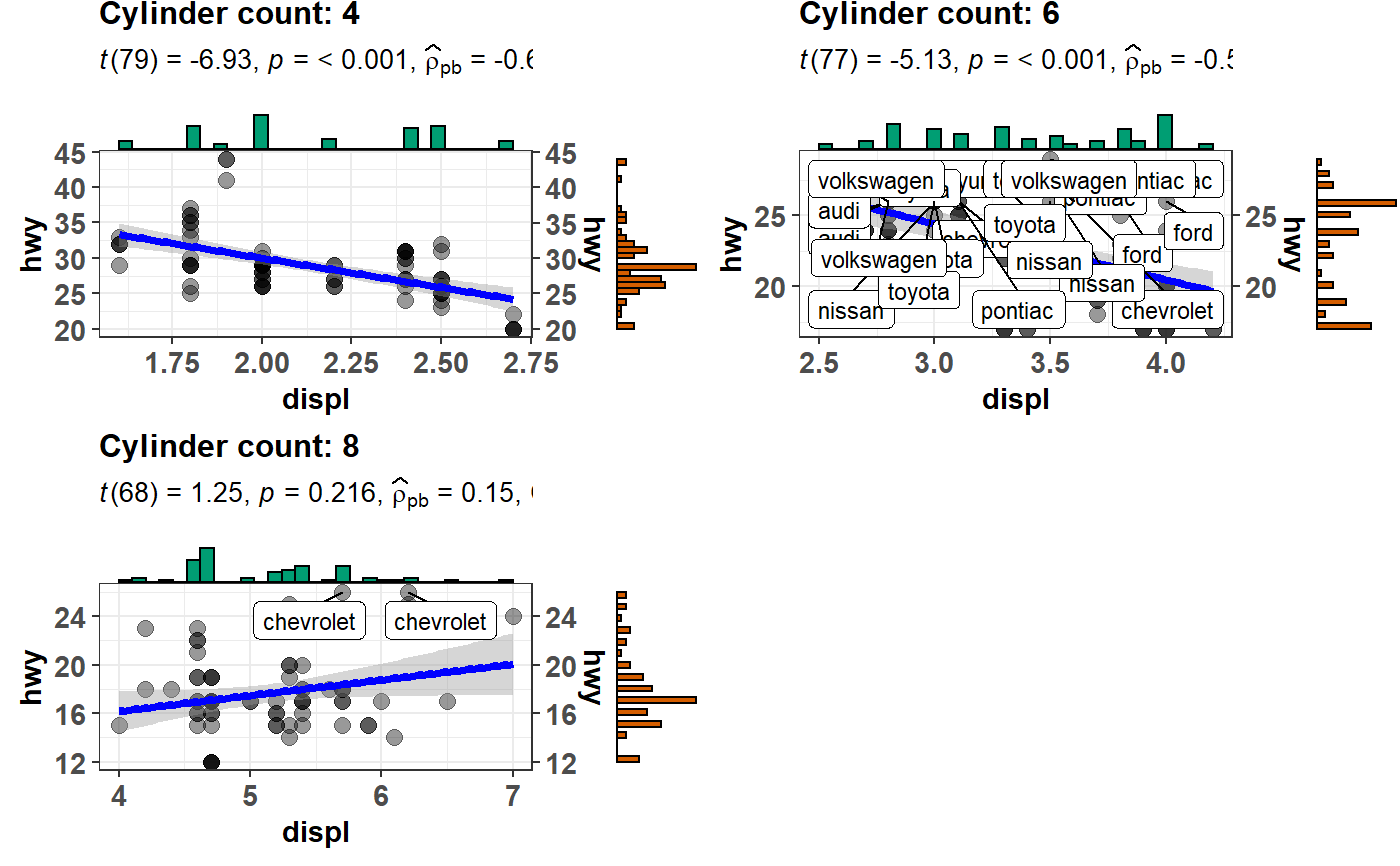 Cylinder count: 4
t(79) = -6.93, p = < 0.001, ρ̂pb = -0.6
45
40
35
30
25
20
hwy
45
40
35
30
25
20
hwy
1.75 2.00 2.25 2.50 2.75
displ
Cylinder count: 6
t(77) = -5.13, p = < 0.001, ρ̂pb = -0.5
25
20
hwy
volkswagen
volkswagen
audi
audi
pontiac
toyota
ford
volkswagen
nissan
ford
toyota
nissan
nissan
pontiac
chevrolet
25
20
hwy
2.5 3.0 3.5 4.0
displ
Cylinder count: 8
t(68) = 1.25, p = 0.216, ρ̂pb = 0.15,
24
20
16
12
hwy
chevrolet chevrolet
24
20
16
12
hwy
4 5 6 7
displ